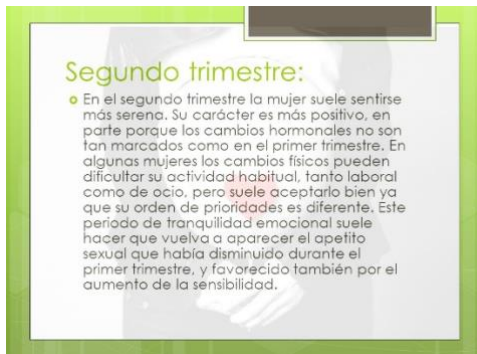 Segundo trimestre:
En el segundo trimestre la mujer suele sentirse
más serena. Su carácter es más positivo, en
parte porque los cambios hormonales no son
tan marcados como en el primer trimestre. En
algunas mujeres los cambios físicos pueden
dificultar su actividad habitual, tanto laboral
como de ocio, pero suele aceptarlo bien ya
que su orden de prioridades es diferente. Este
periodo de tranquilidad emocional suele
hacer que vuelva a aparecer el apetito
sexual que había disminuido durante el
primer trimestre, y favorecido también por el
aumento de la sensibilidad.